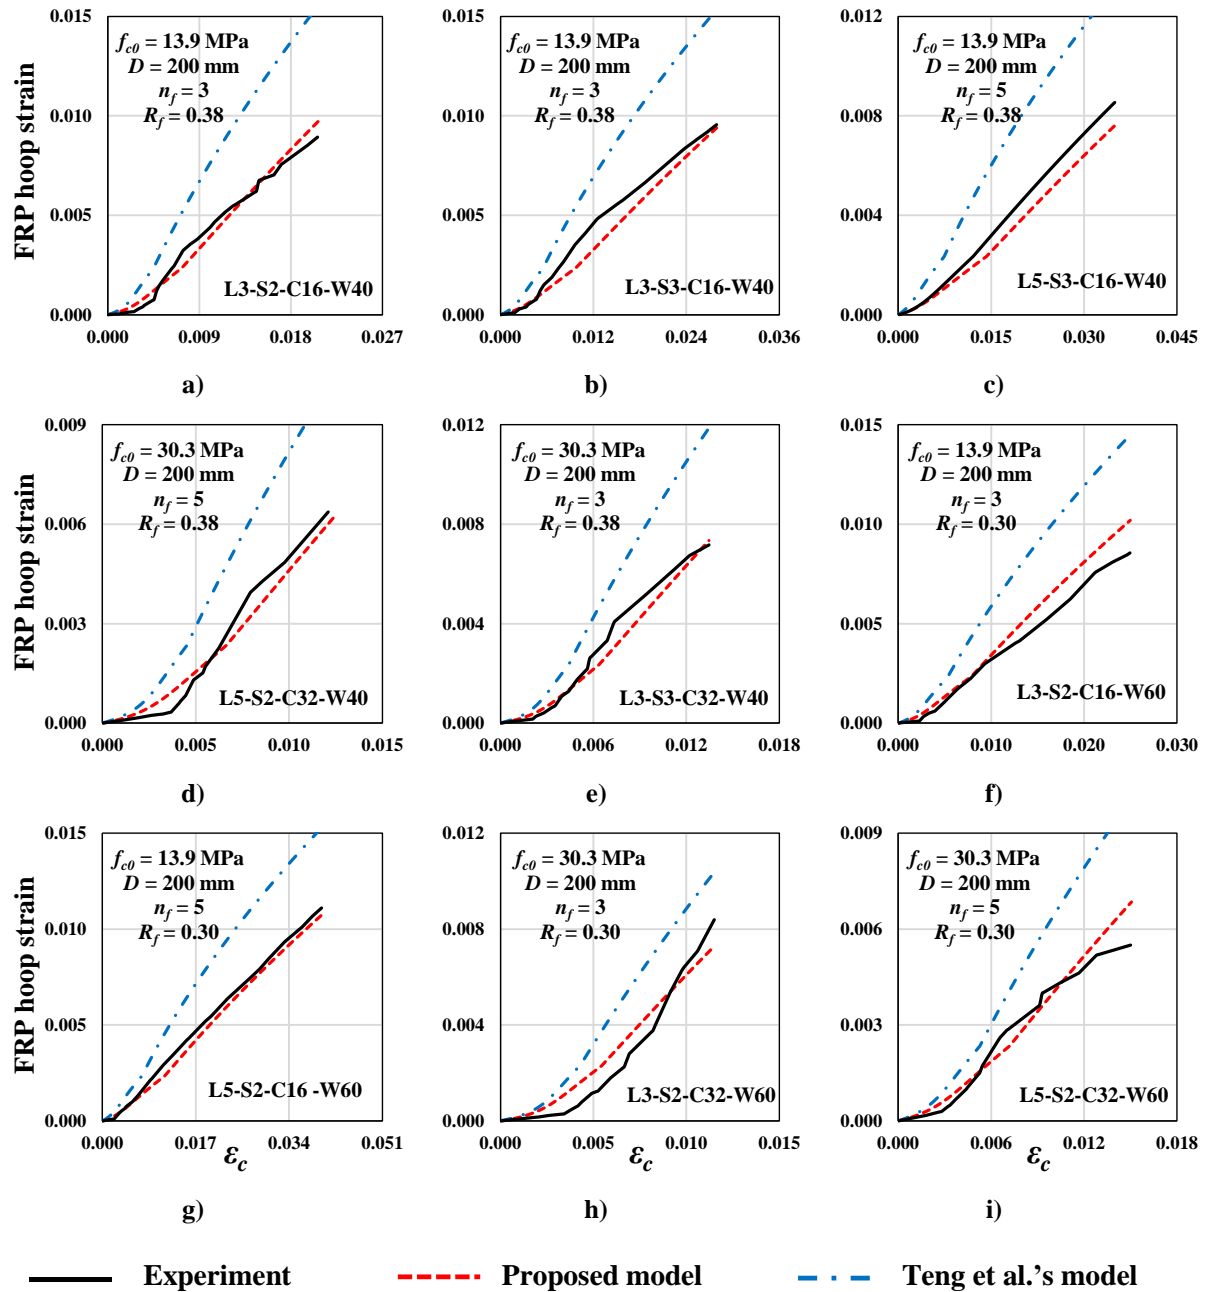 FRP hoop strain
0.015
0.010
0.005
0.000
f_c0 = 13.9 MPa
D = 200 mm
n_f = 3
R_f = 0.38
L3-S2-C16-W40
0.000 0.009 0.018 0.027
a)
0.015
0.010
0.005
0.000
f_c0 = 13.9 MPa
D = 200 mm
n_f = 3
R_f = 0.38
L3-S3-C16-W40
0.000 0.012 0.024 0.036
b)
0.012
0.008
0.004
0.000
f_c0 = 13.9 MPa
D = 200 mm
n_f = 5
R_f = 0.38
L5-S3-C16-W40
0.000 0.015 0.030 0.045
c)
FRP hoop strain
0.009
0.006
0.003
0.000
f_c0 = 30.3 MPa
D = 200 mm
n_f = 5
R_f = 0.38
L5-S2-C32-W40
0.000 0.005 0.010 0.015
d)
0.012
0.008
0.004
0.000
f_c0 = 30.3 MPa
D = 200 mm
n_f = 3
R_f = 0.38
L3-S3-C32-W40
0.000 0.006 0.012 0.018
e)
0.015
0.010
0.005
0.000
f_c0 = 13.9 MPa
D = 200 mm
n_f = 3
R_f = 0.30
L3-S2-C16-W60
0.000 0.010 0.020 0.030
f)
FRP hoop strain
0.015
0.010
0.005
0.000
f_c0 = 13.9 MPa
D = 200 mm
n_f = 5
R_f = 0.30
L5-S2-C16 -W60
0.000 0.017 0.034 0.051
ε_c
g)
0.012
0.008
0.004
0.000
f_c0 = 30.3 MPa
D = 200 mm
n_f = 3
R_f = 0.30
L3-S2-C32-W60
0.000 0.005 0.010 0.015
h)
0.009
0.006
0.003
0.000
f_c0 = 30.3 MPa
D = 200 mm
n_f = 5
R_f = 0.30
L5-S2-C32-W60
0.000 0.006 0.012 0.018
ε_c
i)
Experiment Proposed model Teng et al.'s model